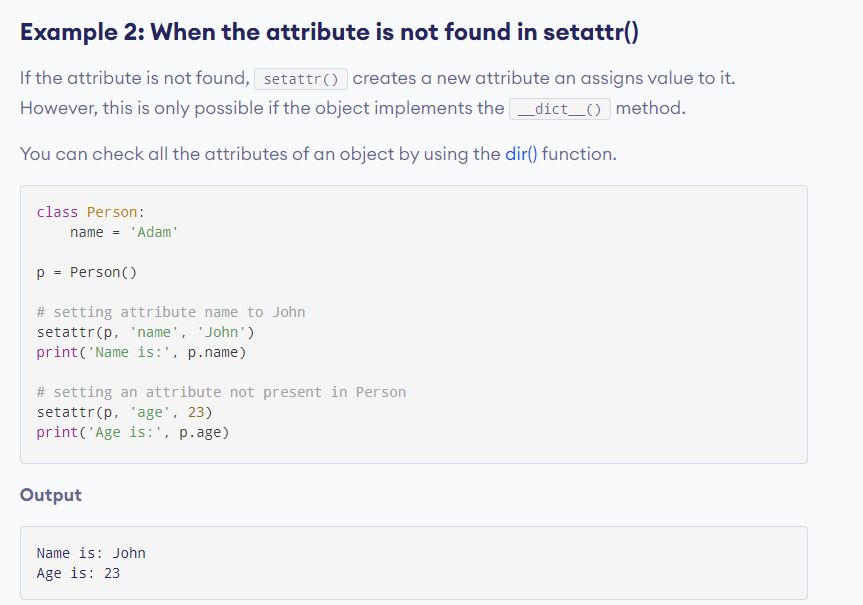 Example 2: When the attribute is not found in setattr()
If the attribute is not found, setattr() creates a new attribute an assigns value to it.
However, this is only possible if the object implements the __dict__() method.
You can check all the attributes of an object by using the dir() function.
class Person:
    name = 'Adam'
p = Person()
# setting attribute name to John
setattr(p, 'name', 'John')
print('Name is:', p.name)
# setting an attribute not present in Person
setattr(p, 'age', 23)
print('Age is:', p.age)
Output
Name is: John
Age is: 23